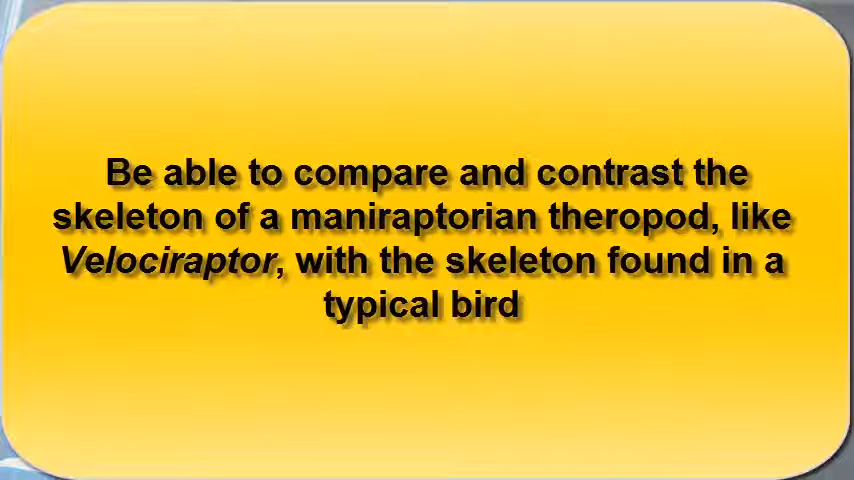 Be able to compare and contrast the
skeleton of a maniraptorian theropod, like
Velociraptor, with the skeleton found in a
typical bird